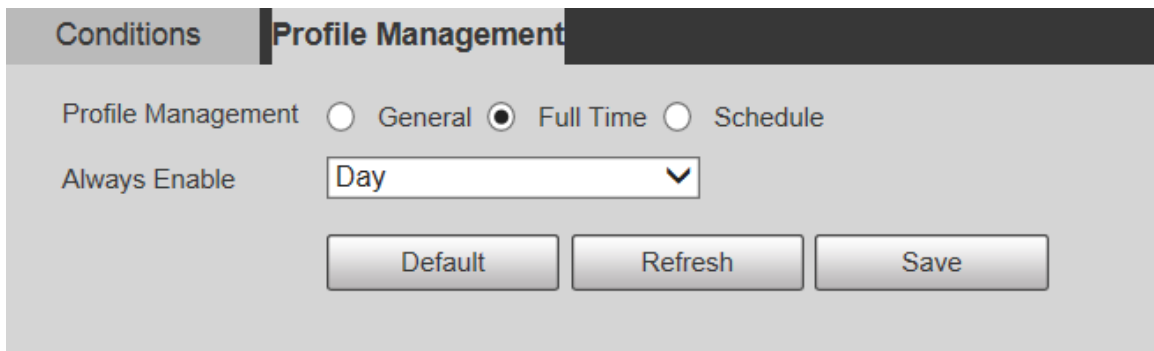 Conditions Profile Management
Profile Management General Full Time Schedule
Always Enable Day
Default Refresh Save